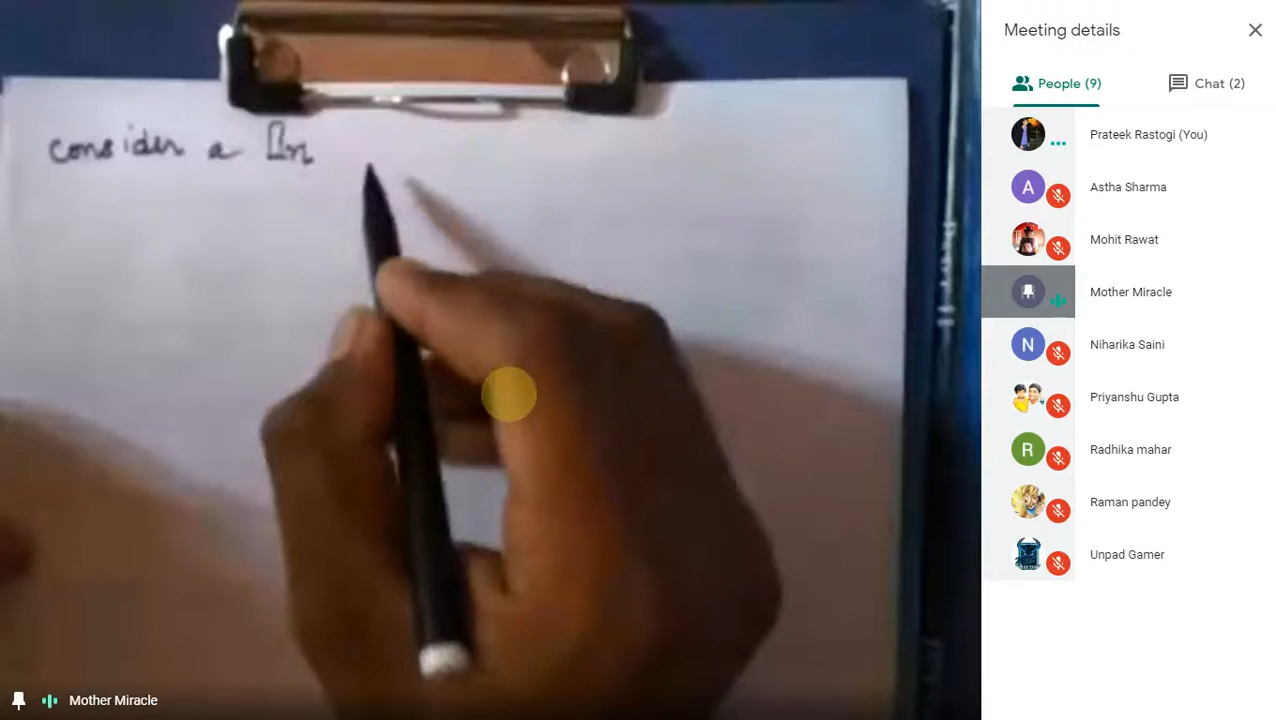 consider a
Meeting details
People (9)
Chat (2)
Prateek Rastogi (You)
A
Astha Sharma
Mohit Rawat
Mother Miracle
N
Niharika Saini
Priyanshu Gupta
R
Radhika mahar
Raman pandey
Unpad Gamer
Mother Miracle